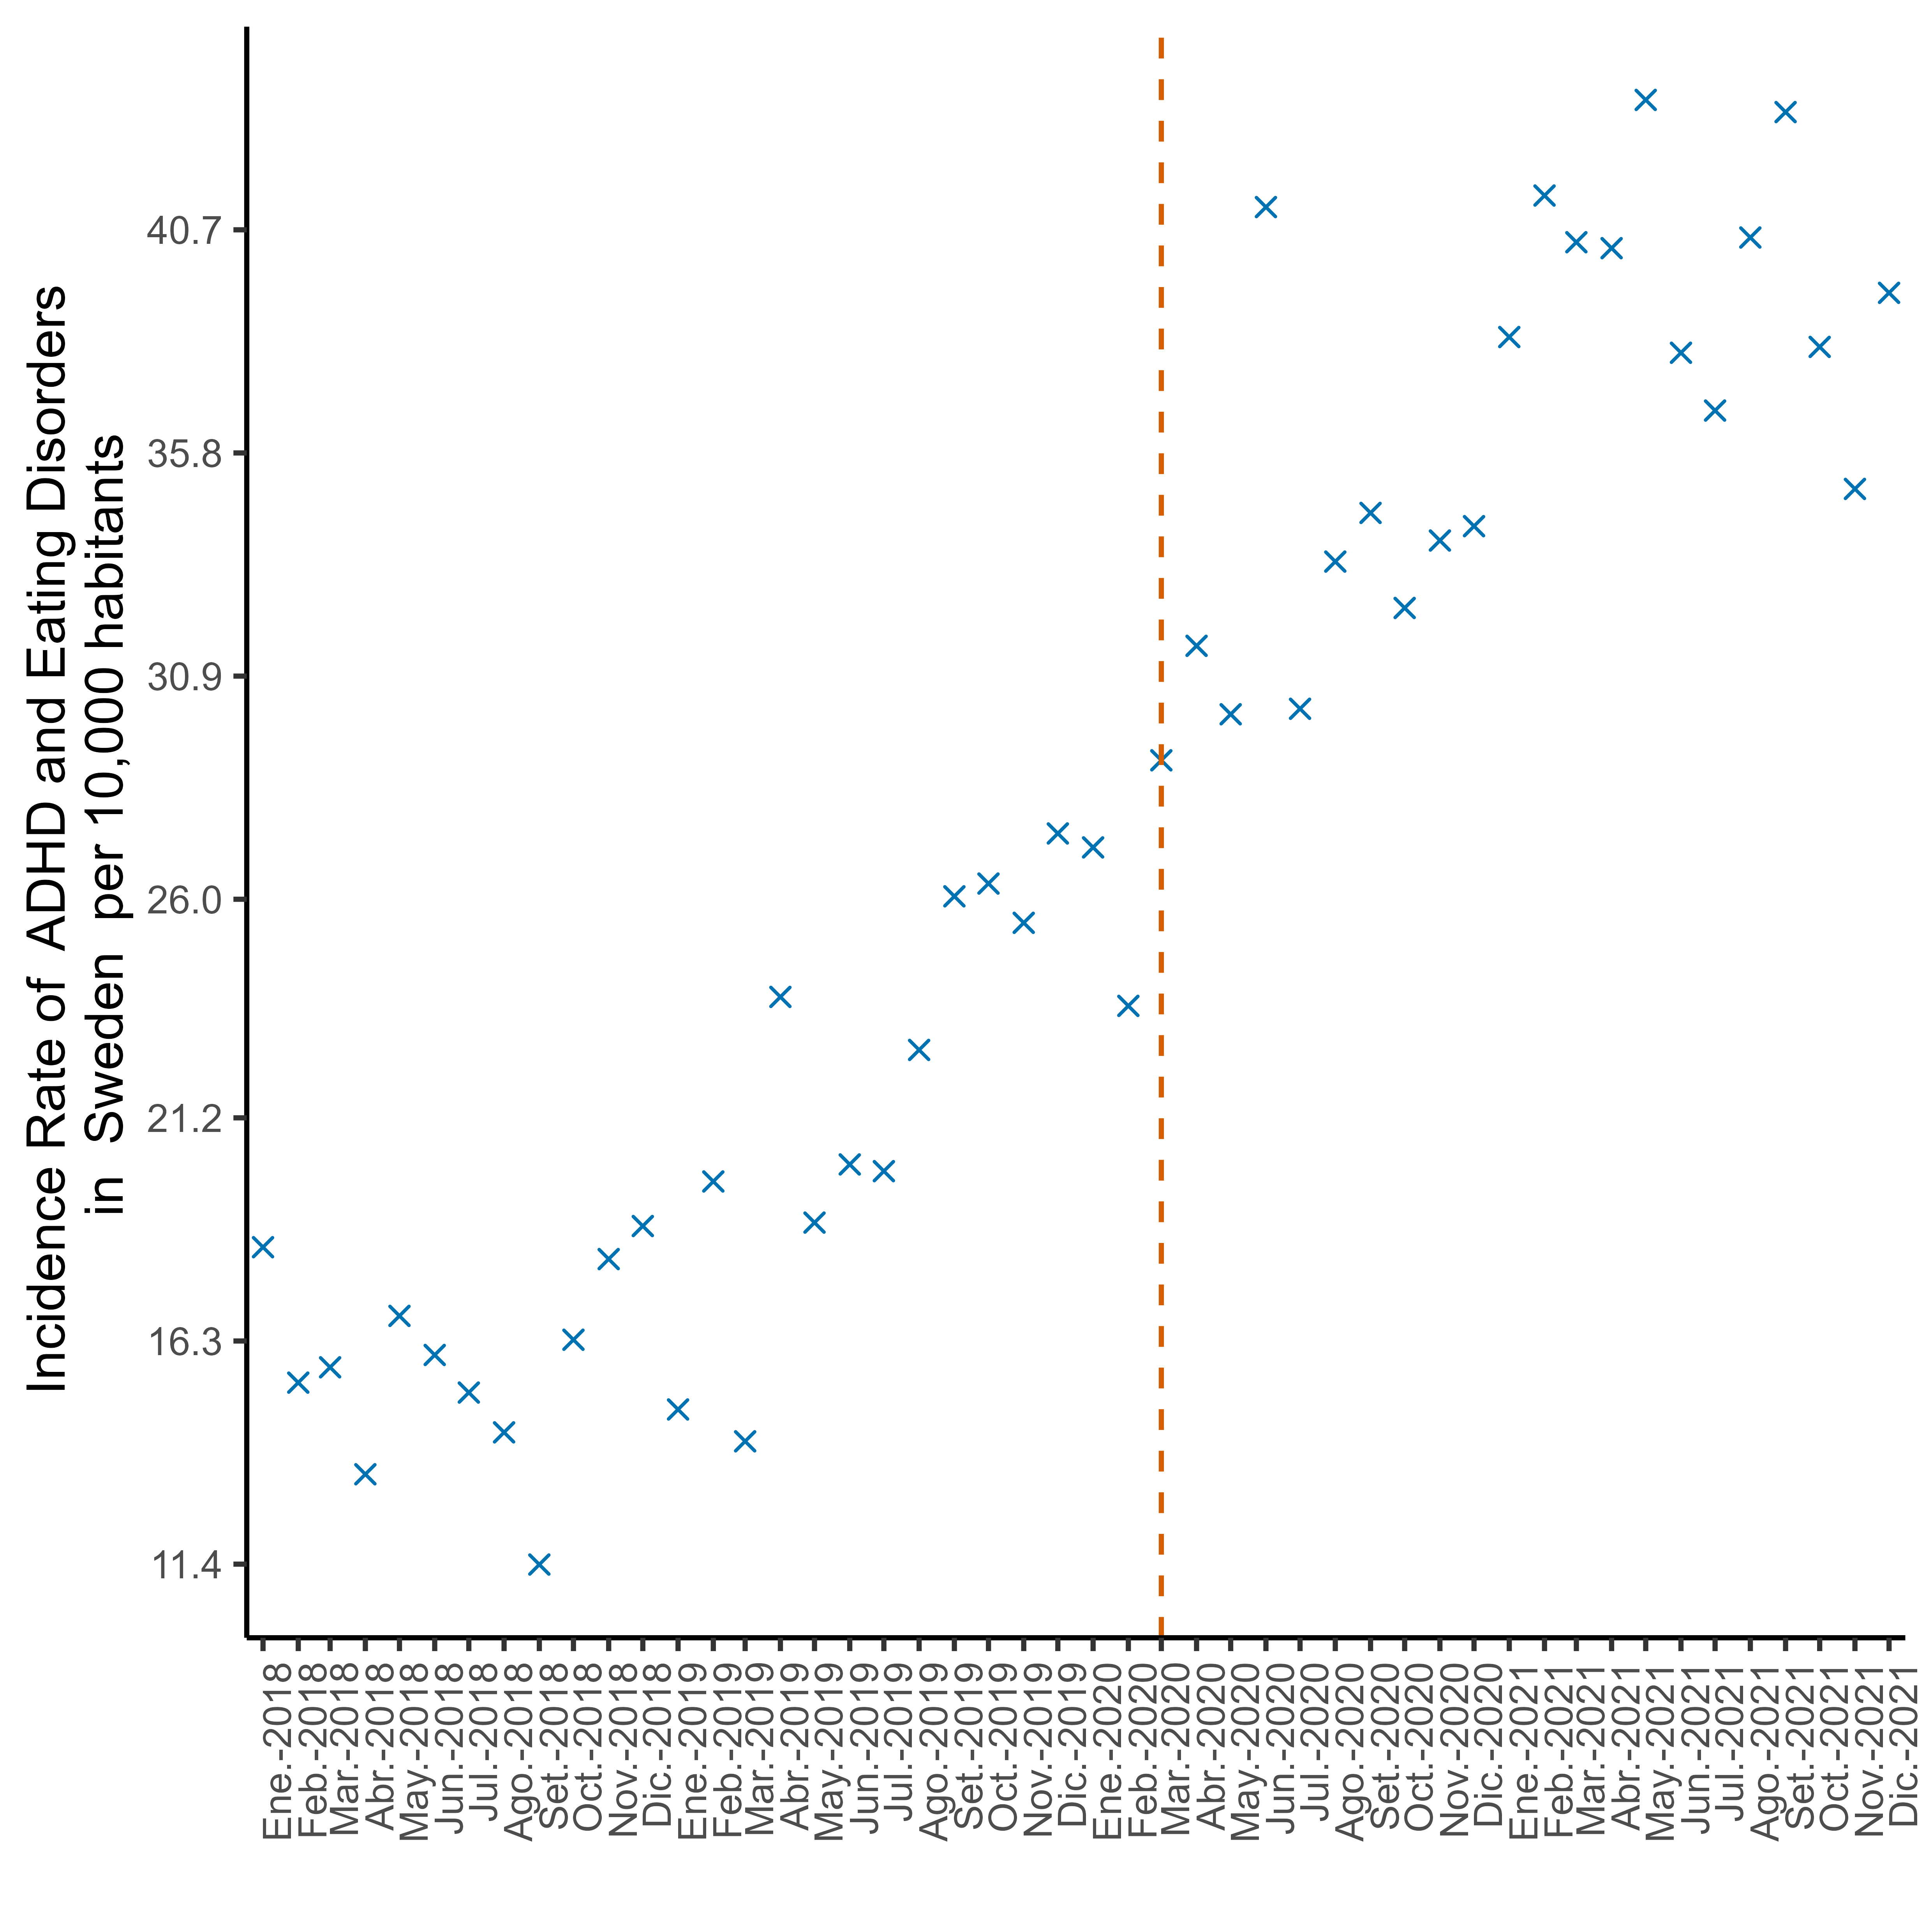 Incidence Rate of ADHD and Eating Disorders
in Sweden per 10,000 habitants
40.7
35.8
30.9
26.0
21.2
16.3
11.4
Ene.-2018
Feb.-2018
Mar.-2018
Abr.-2018
May.-2018
Jun.-2018
Jul.-2018
Ago.-2018
Set.-2018
Oct.-2018
Nov.-2018
Dic.-2018
Ene.-2019
Feb.-2019
Mar.-2019
Abr.-2019
May.-2019
Jun.-2019
Jul.-2019
Ago.-2019
Set.-2019
Oct.-2019
Nov.-2019
Dic.-2019
Ene.-2020
Feb.-2020
Mar.-2020
Abr.-2020
May.-2020
Jun.-2020
Jul.-2020
Ago.-2020
Set.-2020
Oct.-2020
Nov.-2020
Dic.-2020
Ene.-2021
Feb.-2021
Mar.-2021
Abr.-2021
May.-2021
Jun.-2021
Jul.-2021
Ago.-2021
Set.-2021
Oct.-2021
Nov.-2021
Dic.-2021